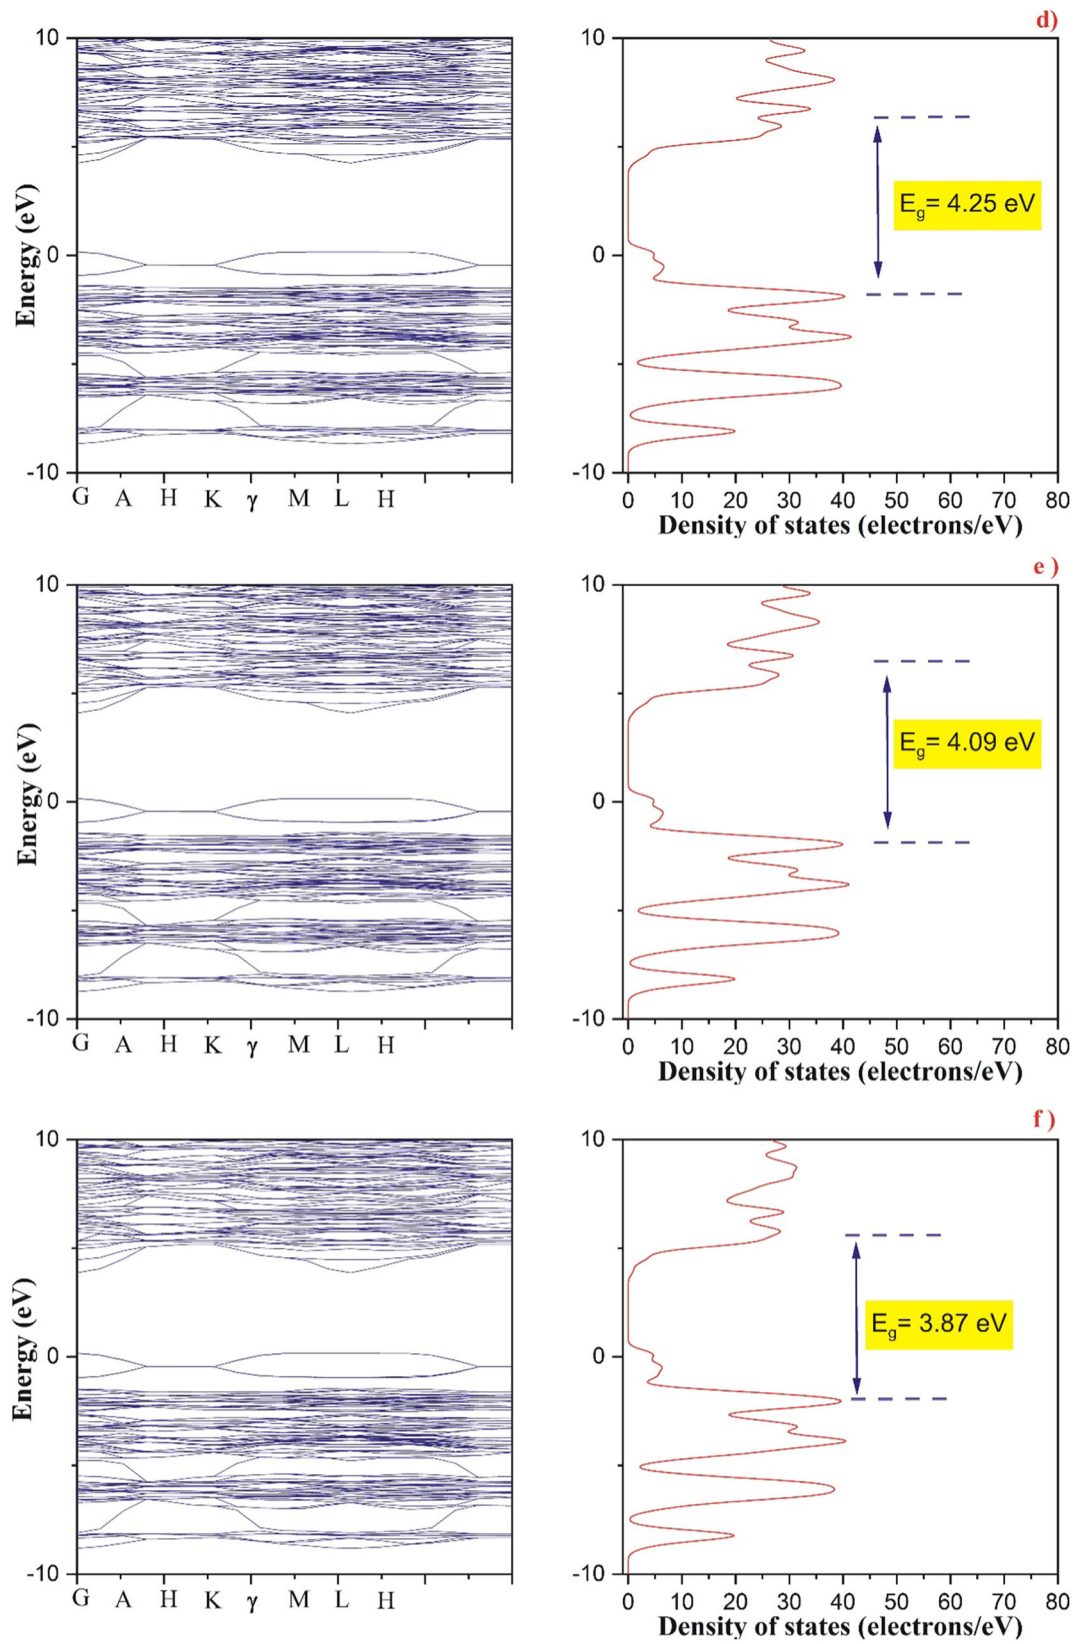 d)
10
0
-10
Energy (eV)
G A H K γ M L H
10
0
-10
Eg= 4.25 eV
0 10 20 30 40 50 60 70 80
Density of states (electrons/eV)
e )
10
0
-10
Energy (eV)
G A H K γ M L H
10
0
-10
Eg= 4.09 eV
0 10 20 30 40 50 60 70 80
Density of states (electrons/eV)
f )
10
0
-10
Energy (eV)
G A H K γ M L H
10
0
-10
Eg= 3.87 eV
0 10 20 30 40 50 60 70 80
Density of states (electrons/eV)